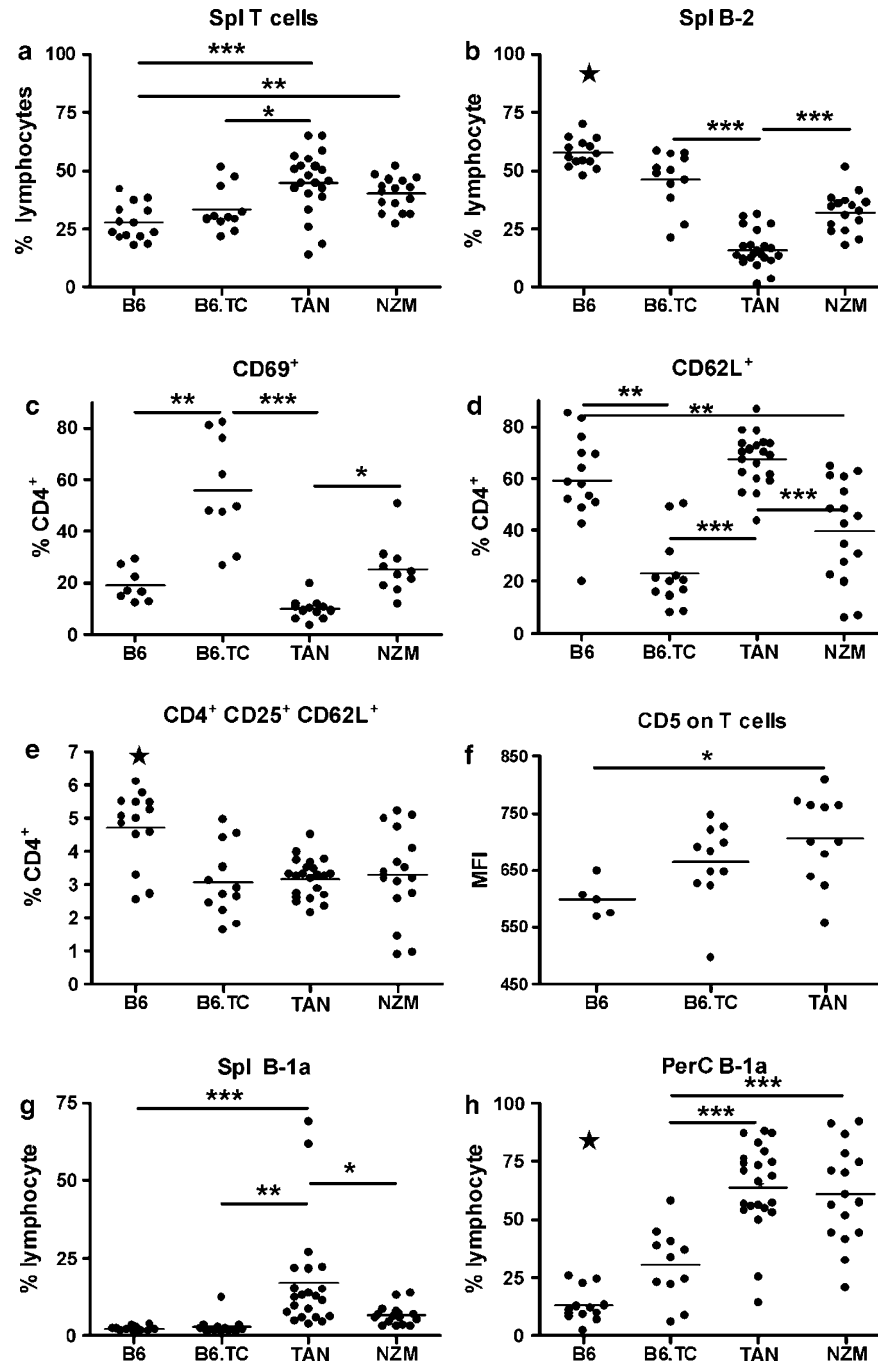 Spl T cells
a
% lymphocytes
100
75
50
25
0
***
**
*
B6
B6.TC
TAN
NZM
Spl B-2
b
% lymphocyte
100
75
50
25
0
★
***
***
B6
B6.TC
TAN
NZM
CD69+
c
% CD4+
80
60
40
20
0
**
***
*
B6
B6.TC
TAN
NZM
CD62L+
d
% CD4+
80
60
40
20
0
**
**
***
***
B6
B6.TC
TAN
NZM
CD4+ CD25+ CD62L+
e
% CD4+
7
6
5
4
3
2
1
0
★
B6
B6.TC
TAN
NZM
CD5 on T cells
f
MFI
850
750
650
550
450
*
B6
B6.TC
TAN
Spl B-1a
g
% lymphocyte
75
50
25
0
***
**
*
B6
B6.TC
TAN
NZM
PerC B-1a
h
% lymphocyte
100
75
50
25
0
★
***
***
B6
B6.TC
TAN
NZM